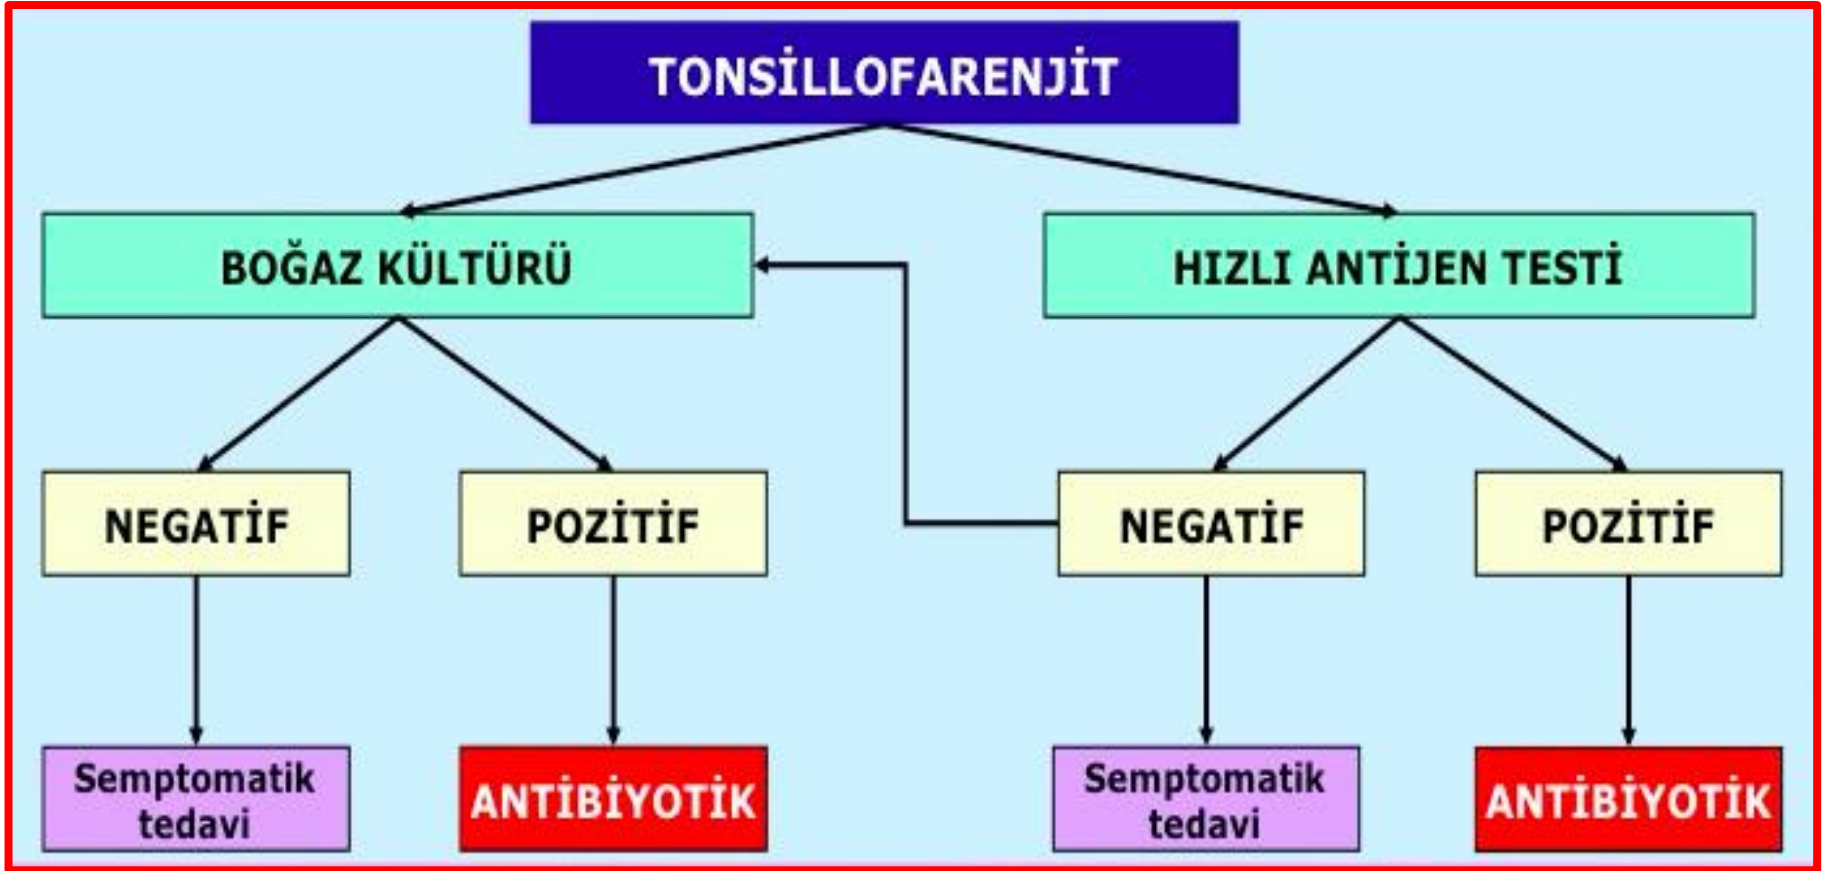 TONSİLLOFARENJİT
BOĞAZ KÜLTÜRÜ
HIZLI ANTİJEN TESTİ
NEGATİF
POZİTİF
NEGATİF
POZİTİF
Semptomatik
tedavi
ANTİBİYOTİK
Semptomatik
tedavi
ANTİBİYOTİK